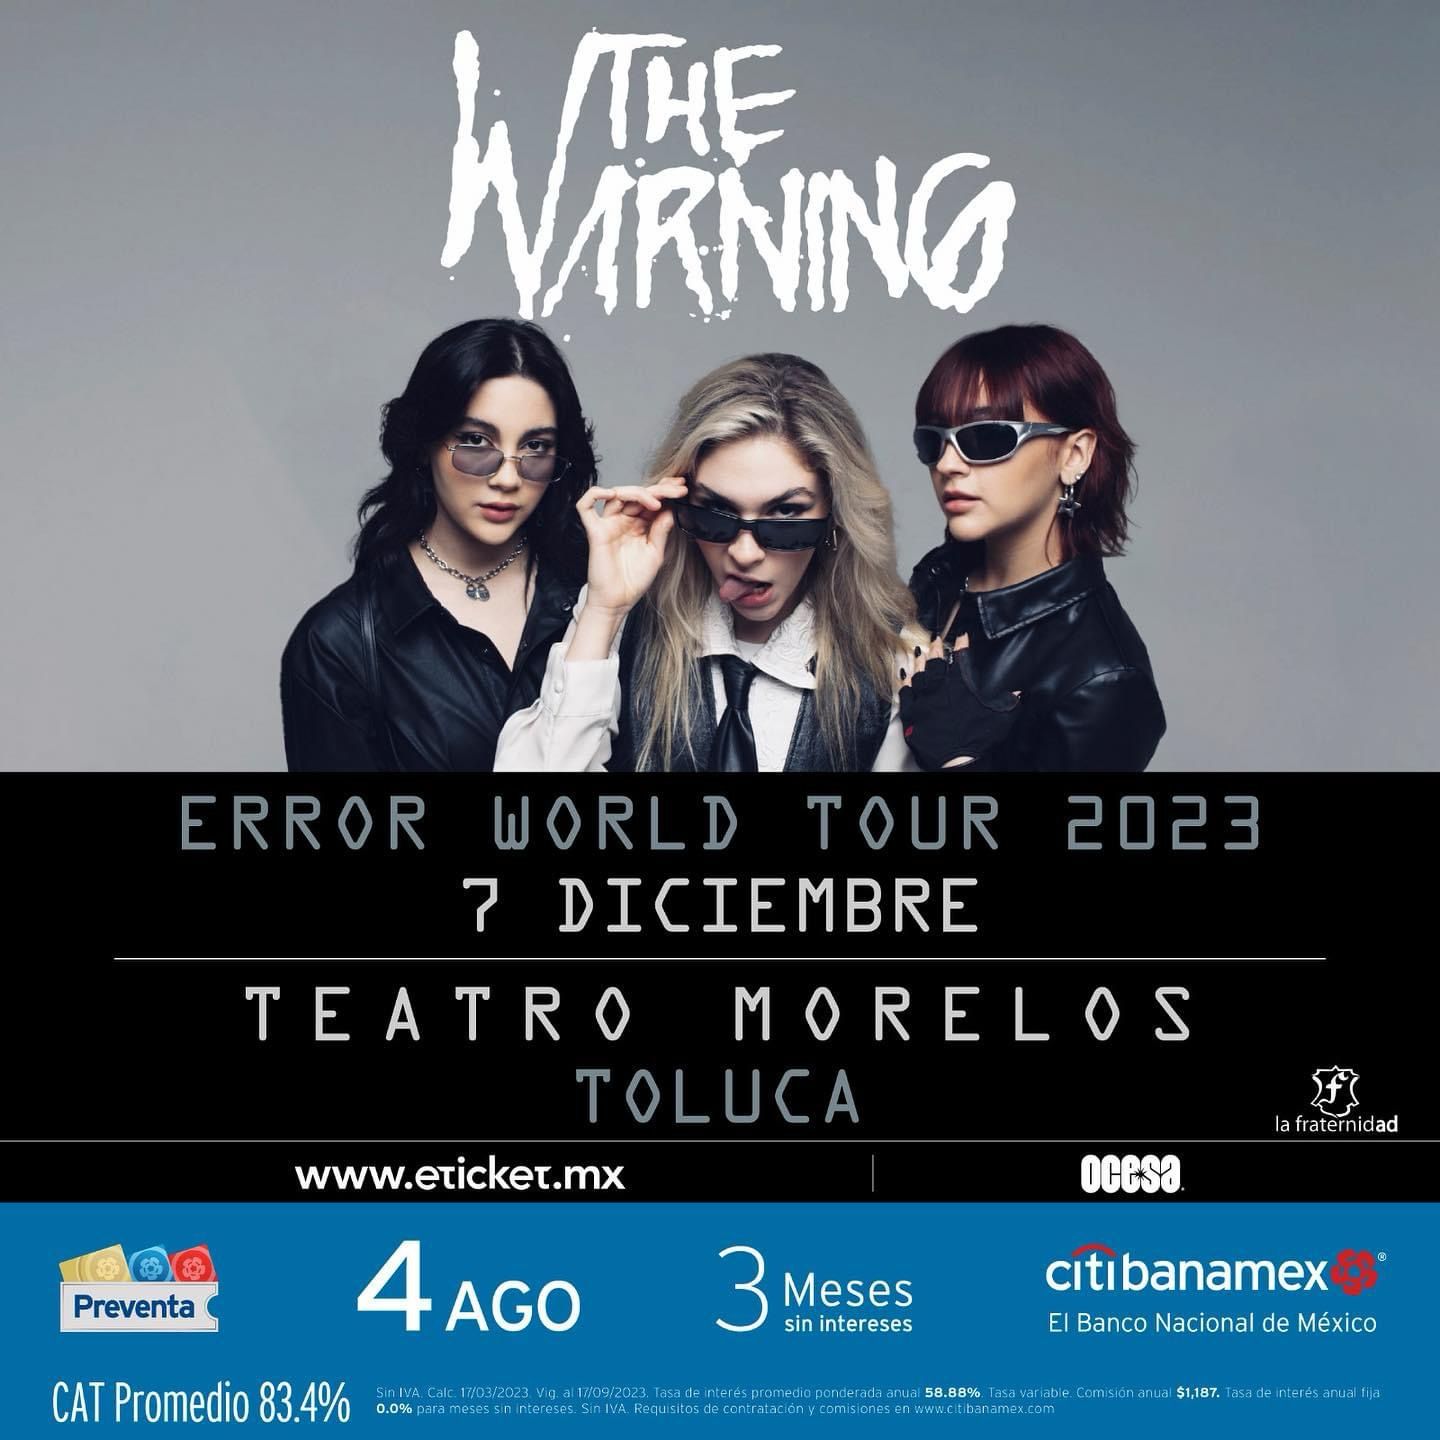 THE
WARNING
ERROR WORLD TOUR 2023
7 DICIEMBRE
TEATRO MORELOS
TOLUCA
f
la fraternidad
www.eticket.mx
OCESA
Preventa
4 AGO
3 Meses
sin intereses
citibanamex®
El Banco Nacional de México
CAT Promedio 83.4%
Sin IVA. Calc. 17/03/2023. Vig. al 17/09/2023. Tasa de interés promedio ponderada anual 58.88%. Tasa variable. Comisión anual $1,187. Tasa de interés anual fija
0.0% para meses sin intereses. Sin IVA. Requisitos de contratación y comisiones en www.citibanamex.com